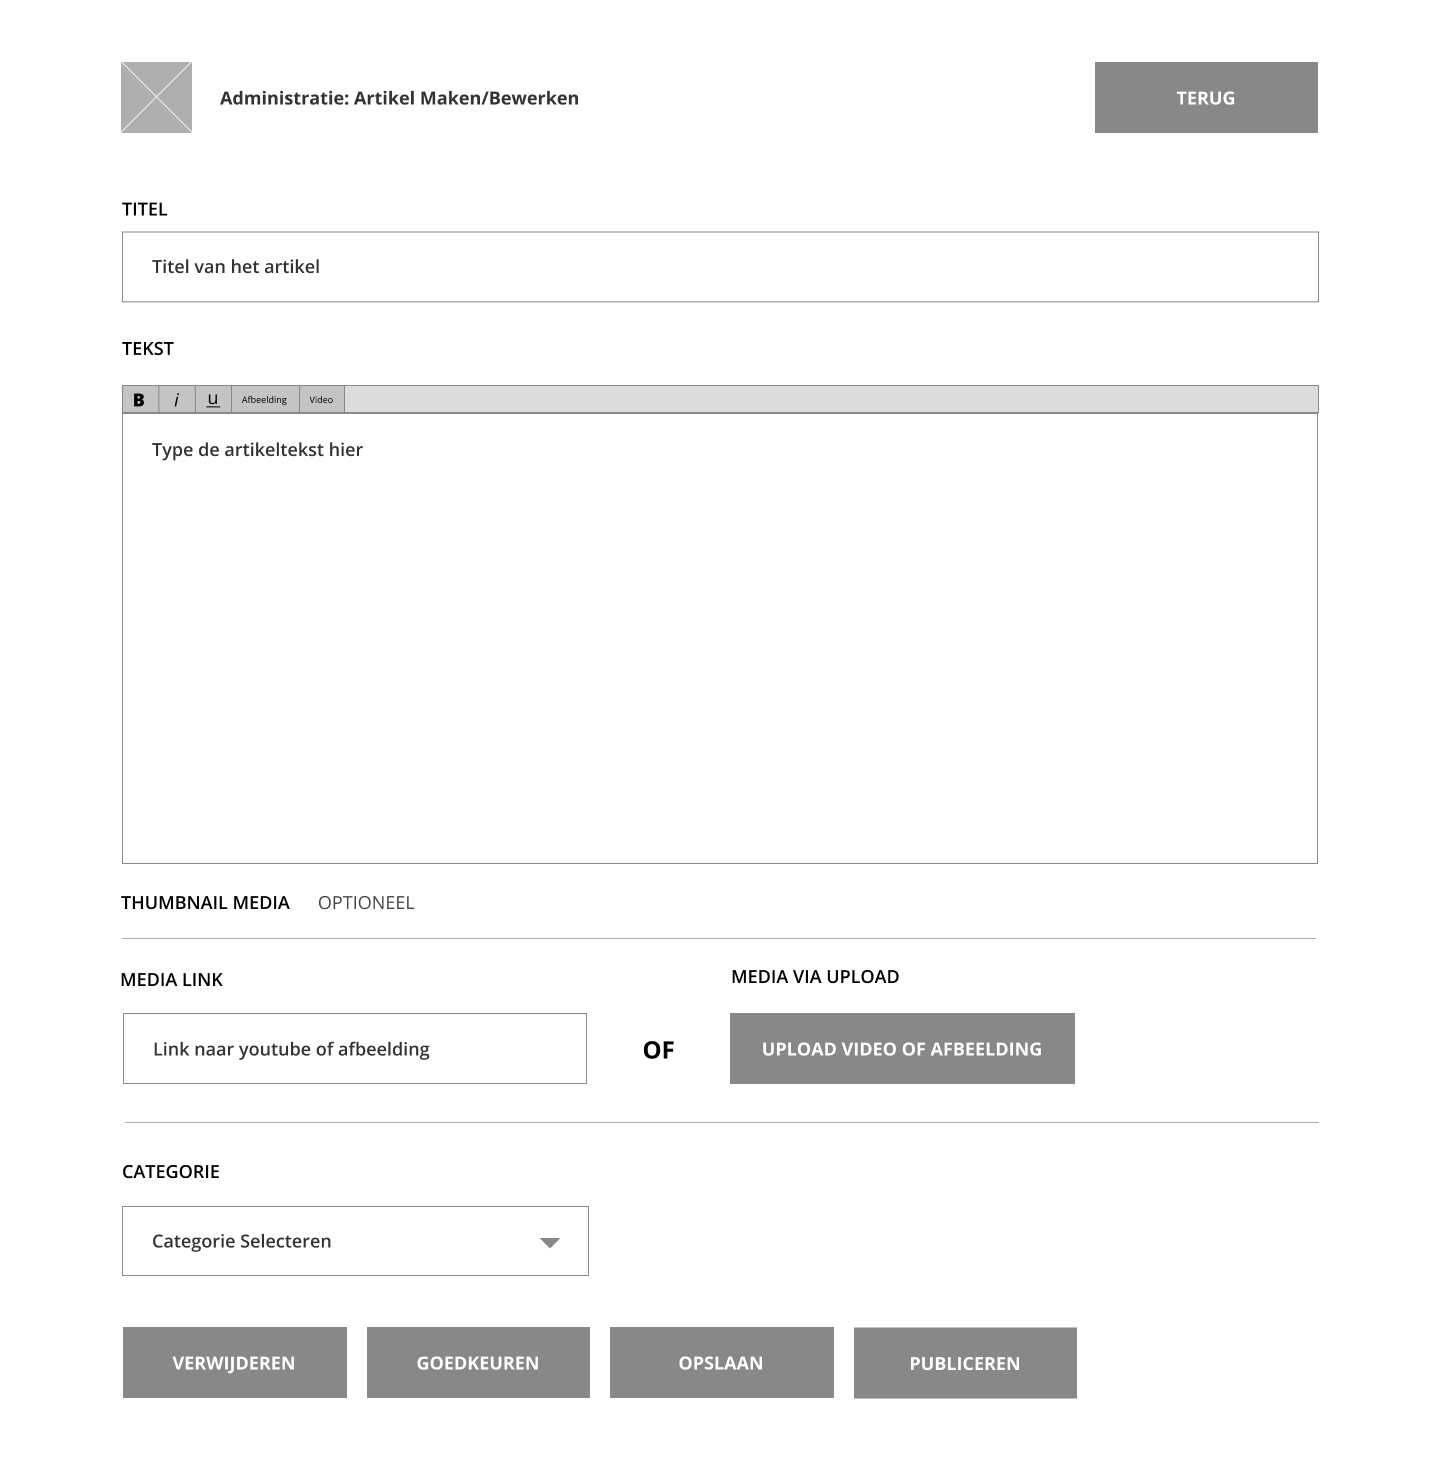 Administratie: Artikel Maken/Bewerken
TERUG
TITEL
Titel van het artikel
TEKST
B i u Afbeelding Video
Type de artikeltekst hier
THUMBNAIL MEDIA OPTIONEEL
MEDIA LINK
MEDIA VIA UPLOAD
Link naar youtube of afbeelding
OF
UPLOAD VIDEO OF AFBEELDING
CATEGORIE
Categorie Selecteren
VERWIJDEREN
GOEDKEUREN
OPSLAAN
PUBLICEREN